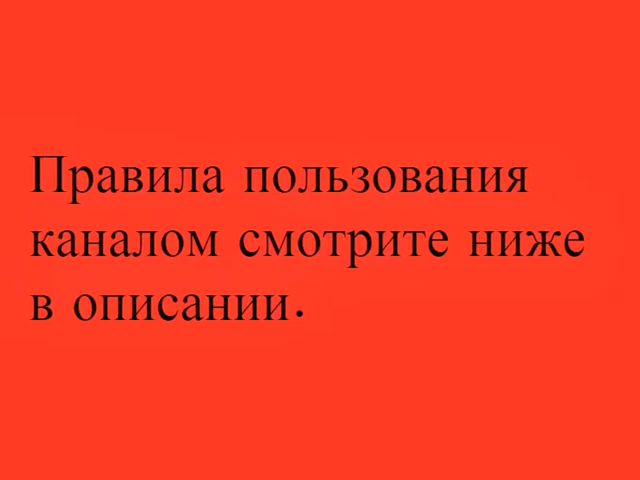 Правила пользования
каналом смотрите ниже
в описании.